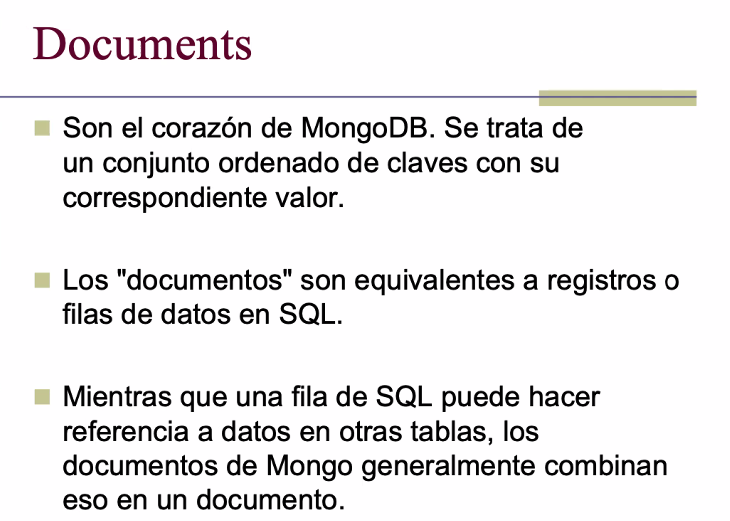 Documents
Son el corazón de MongoDB. Se trata de
un conjunto ordenado de claves con su
correspondiente valor.
Los "documentos" son equivalentes a registros o
filas de datos en SQL.
Mientras que una fila de SQL puede hacer
referencia a datos en otras tablas, los
documentos de Mongo generalmente combinan
eso en un documento.